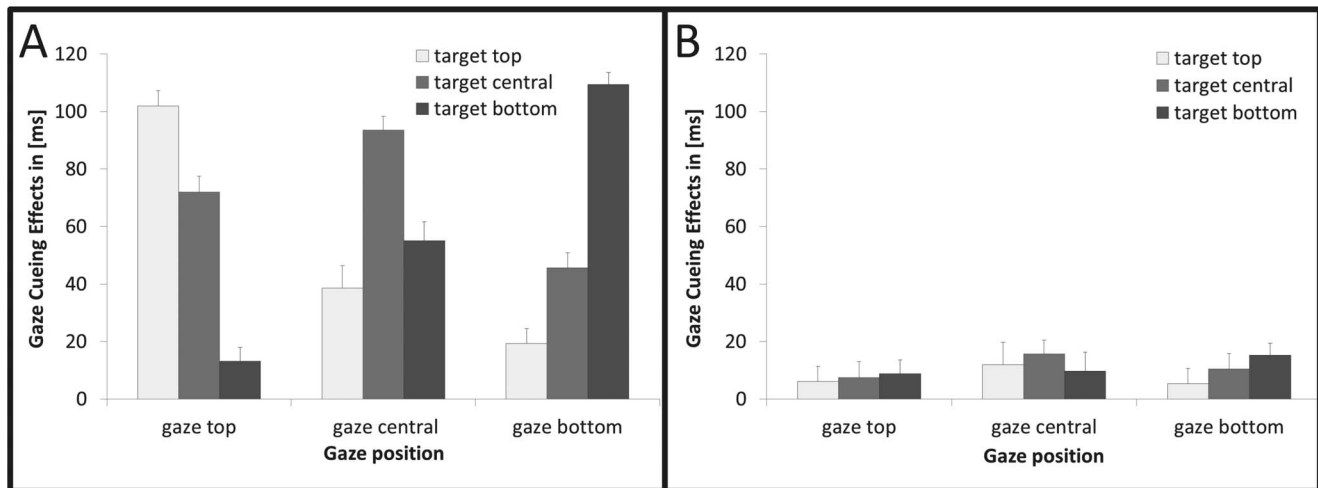 A
Gaze Cueing Effects in [ms]
120
100
80
60
40
20
0
target top
target central
target bottom
gaze top
gaze central
gaze bottom
Gaze position
B
Gaze Cueing Effects in [ms]
120
100
80
60
40
20
0
target top
target central
target bottom
gaze top
gaze central
gaze bottom
Gaze position